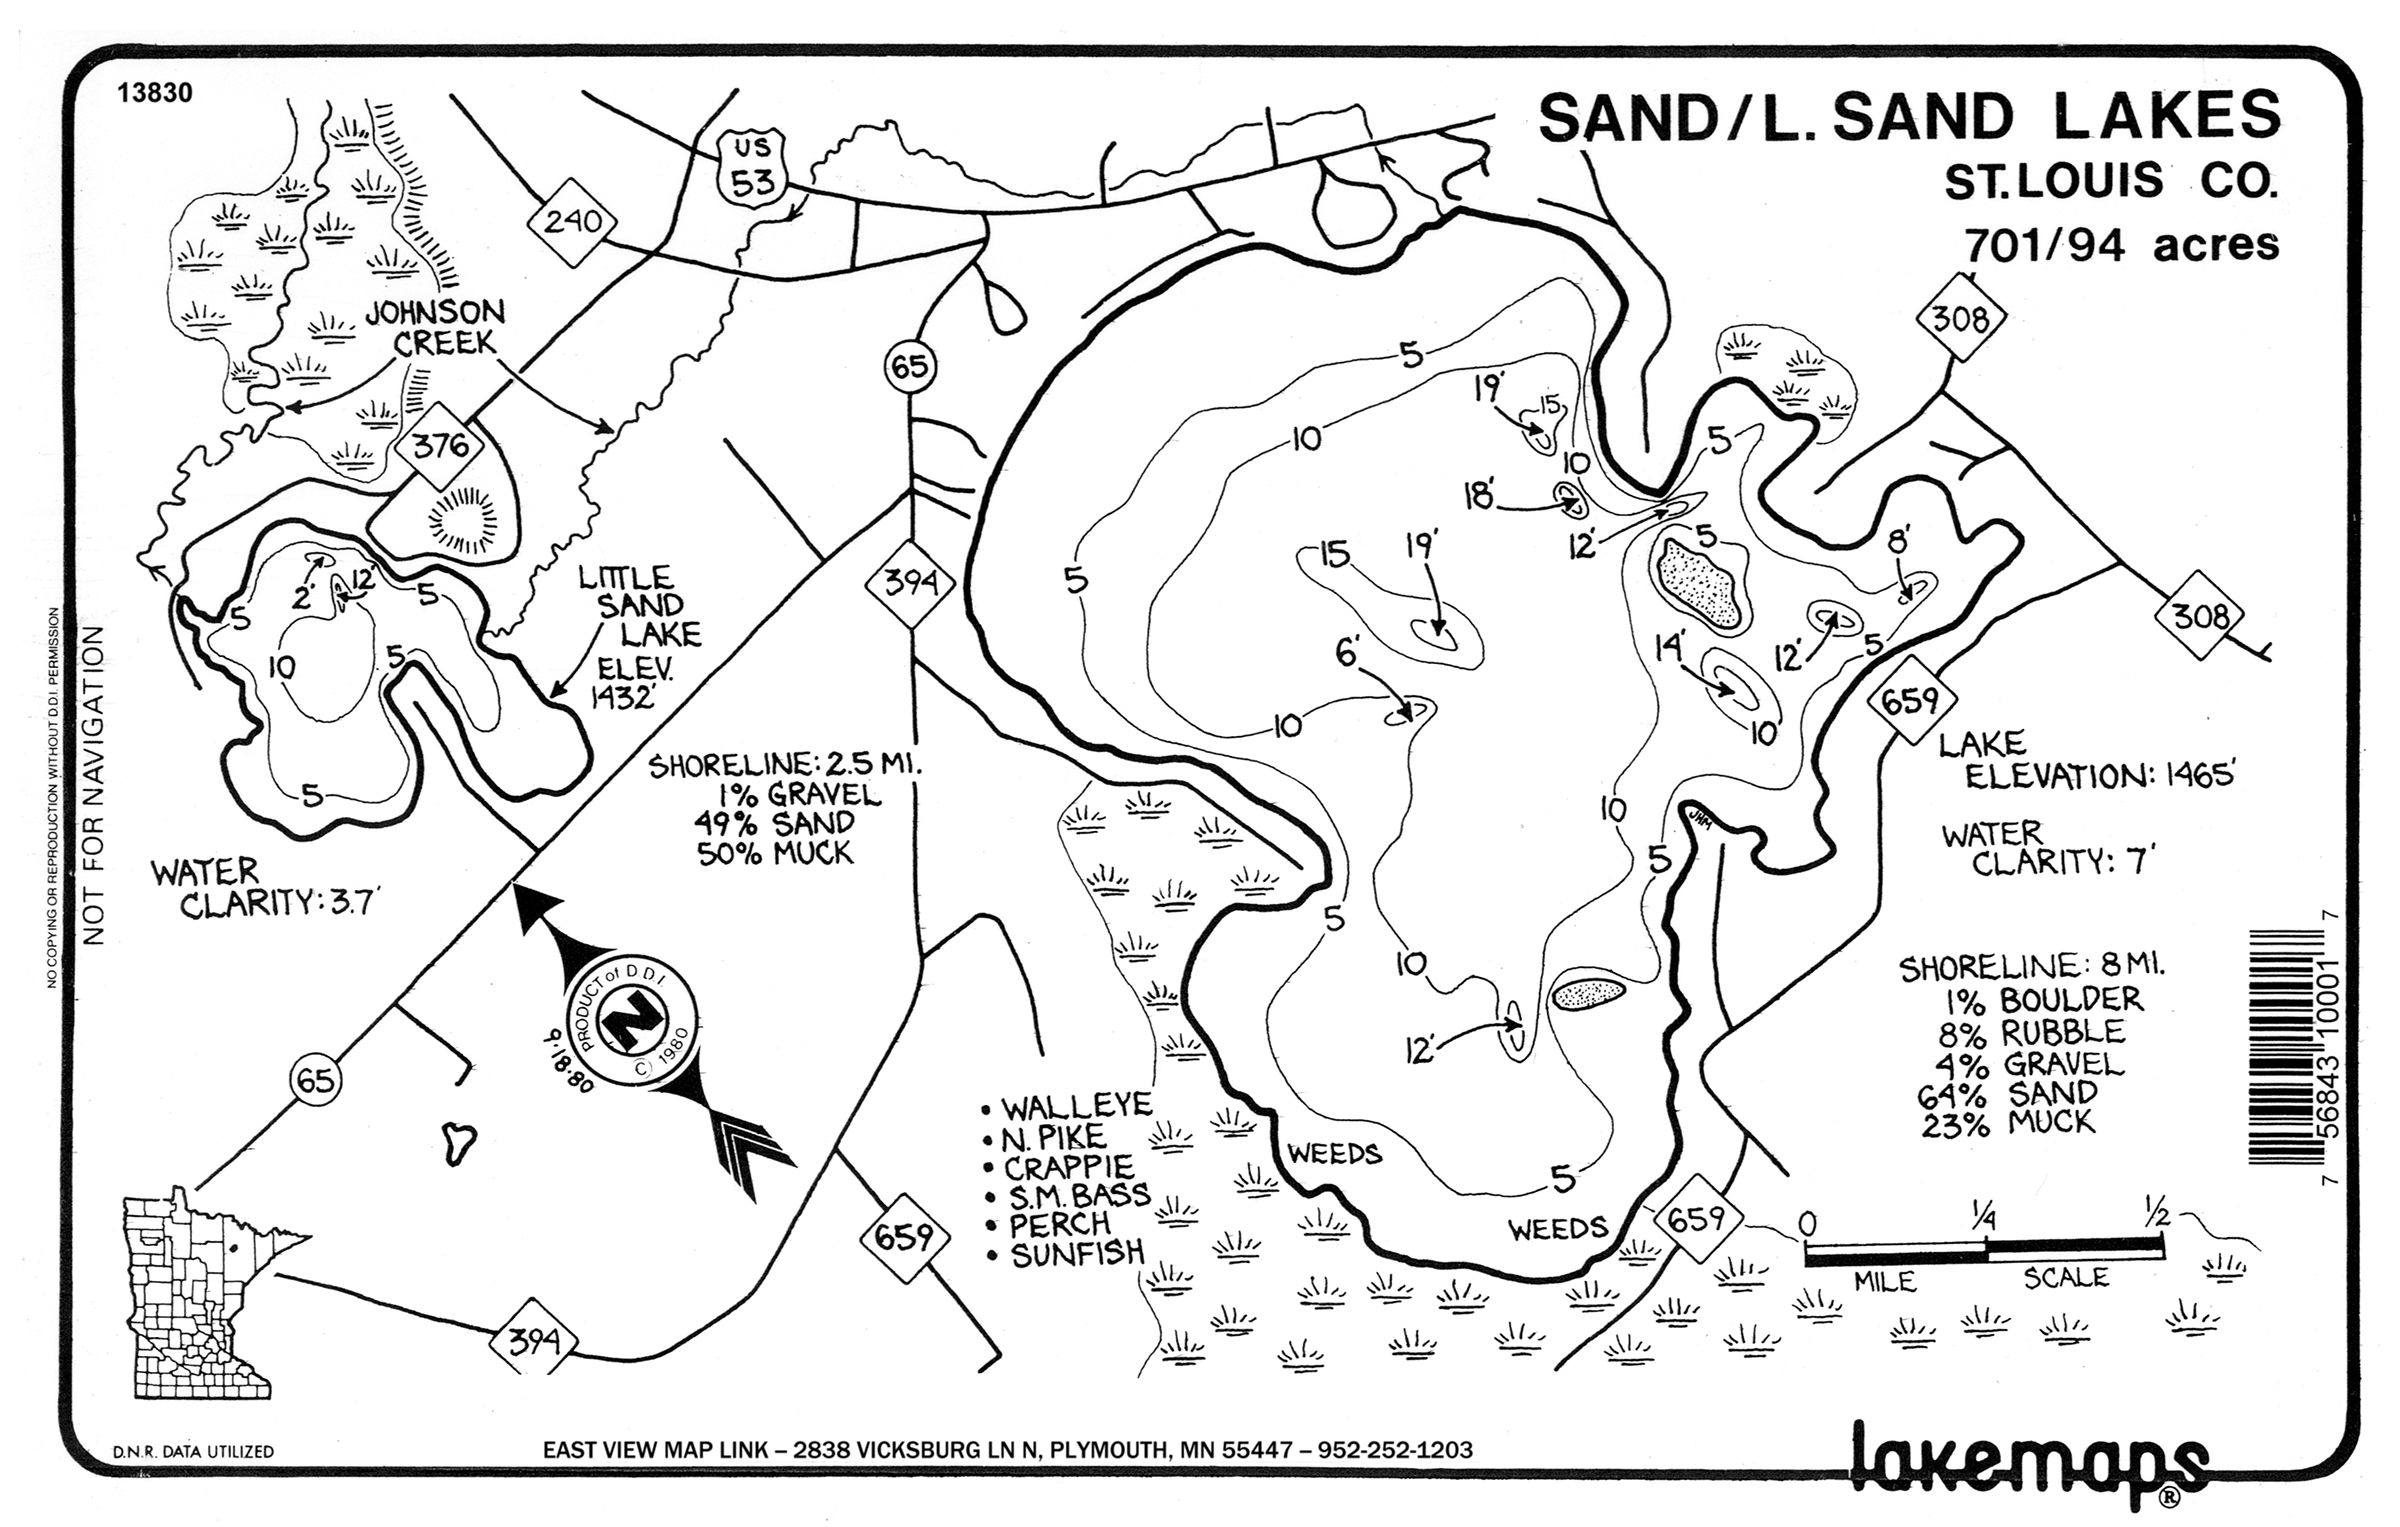 13830
SAND/L. SAND LAKES
ST. LOUIS CO.
701/94 acres
US
53
240
JOHNSON
CREEK
376
65
394
308
308
659
5
10
19'
15
10
18'
12'
5
5
8'
15
19'
5
6'
14'
12'
5
10'
10
10
5
5
10
12'
5
2'
12'
5
5
10
5
5
LITTLE
SAND
LAKE
ELEV.
1432'
SHORELINE: 2.5 MI.
1% GRAVEL
49% SAND
50% MUCK
WATER
CLARITY: 3.7'
LAKE
ELEVATION: 1465'
WATER
CLARITY: 7'
SHORELINE: 8 MI.
1% BOULDER
8% RUBBLE
4% GRAVEL
64% SAND
23% MUCK
JHM
PRODUCT of D.D.I.
N
© 1980
9·18·80
65
394
659
• WALLEYE
• N. PIKE
• CRAPPIE
• S.M. BASS
• PERCH
• SUNFISH
WEEDS
WEEDS
659
0 1/4 1/2
MILE SCALE
7 56843 10001 7
NOT FOR NAVIGATION
NO COPYING OR REPRODUCTION WITHOUT D.D.I. PERMISSION
D.N.R. DATA UTILIZED
EAST VIEW MAP LINK – 2838 VICKSBURG LN N, PLYMOUTH, MN 55447 – 952-252-1203
lakemaps®